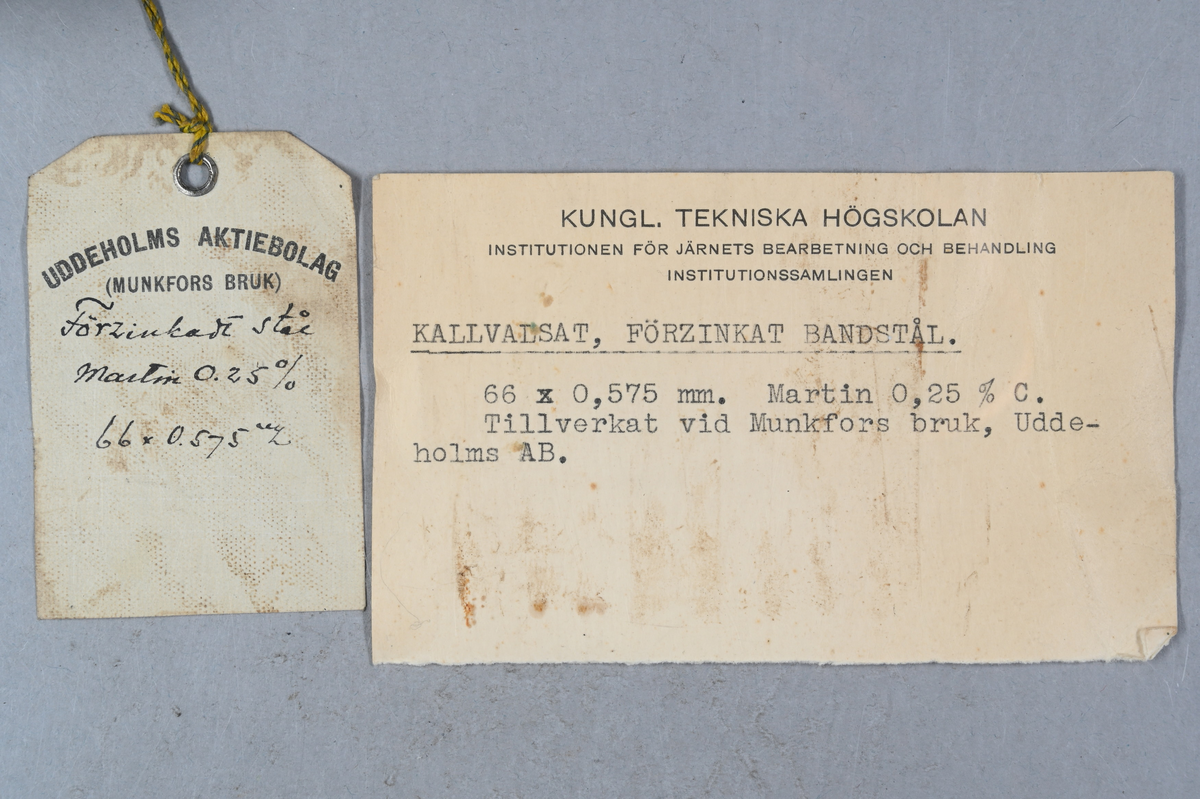 UDDEHOLMS AKTIEBOLAG
(MUNKFORS BRUK)
Förzinkadt stål
Martin 0.25%
66 x 0.575 mm
KUNGL. TEKNISKA HÖGSKOLAN
INSTITUTIONEN FÖR JÄRNETS BEARBETNING OCH BEHANDLING
INSTITUTIONSSAMLINGEN
KALLVALSAT, FÖRZINKAT BANDSTÅL.
66 x 0,575 mm. Martin 0,25 % C.
Tillverkat vid Munkfors bruk, Udde-
holms AB.